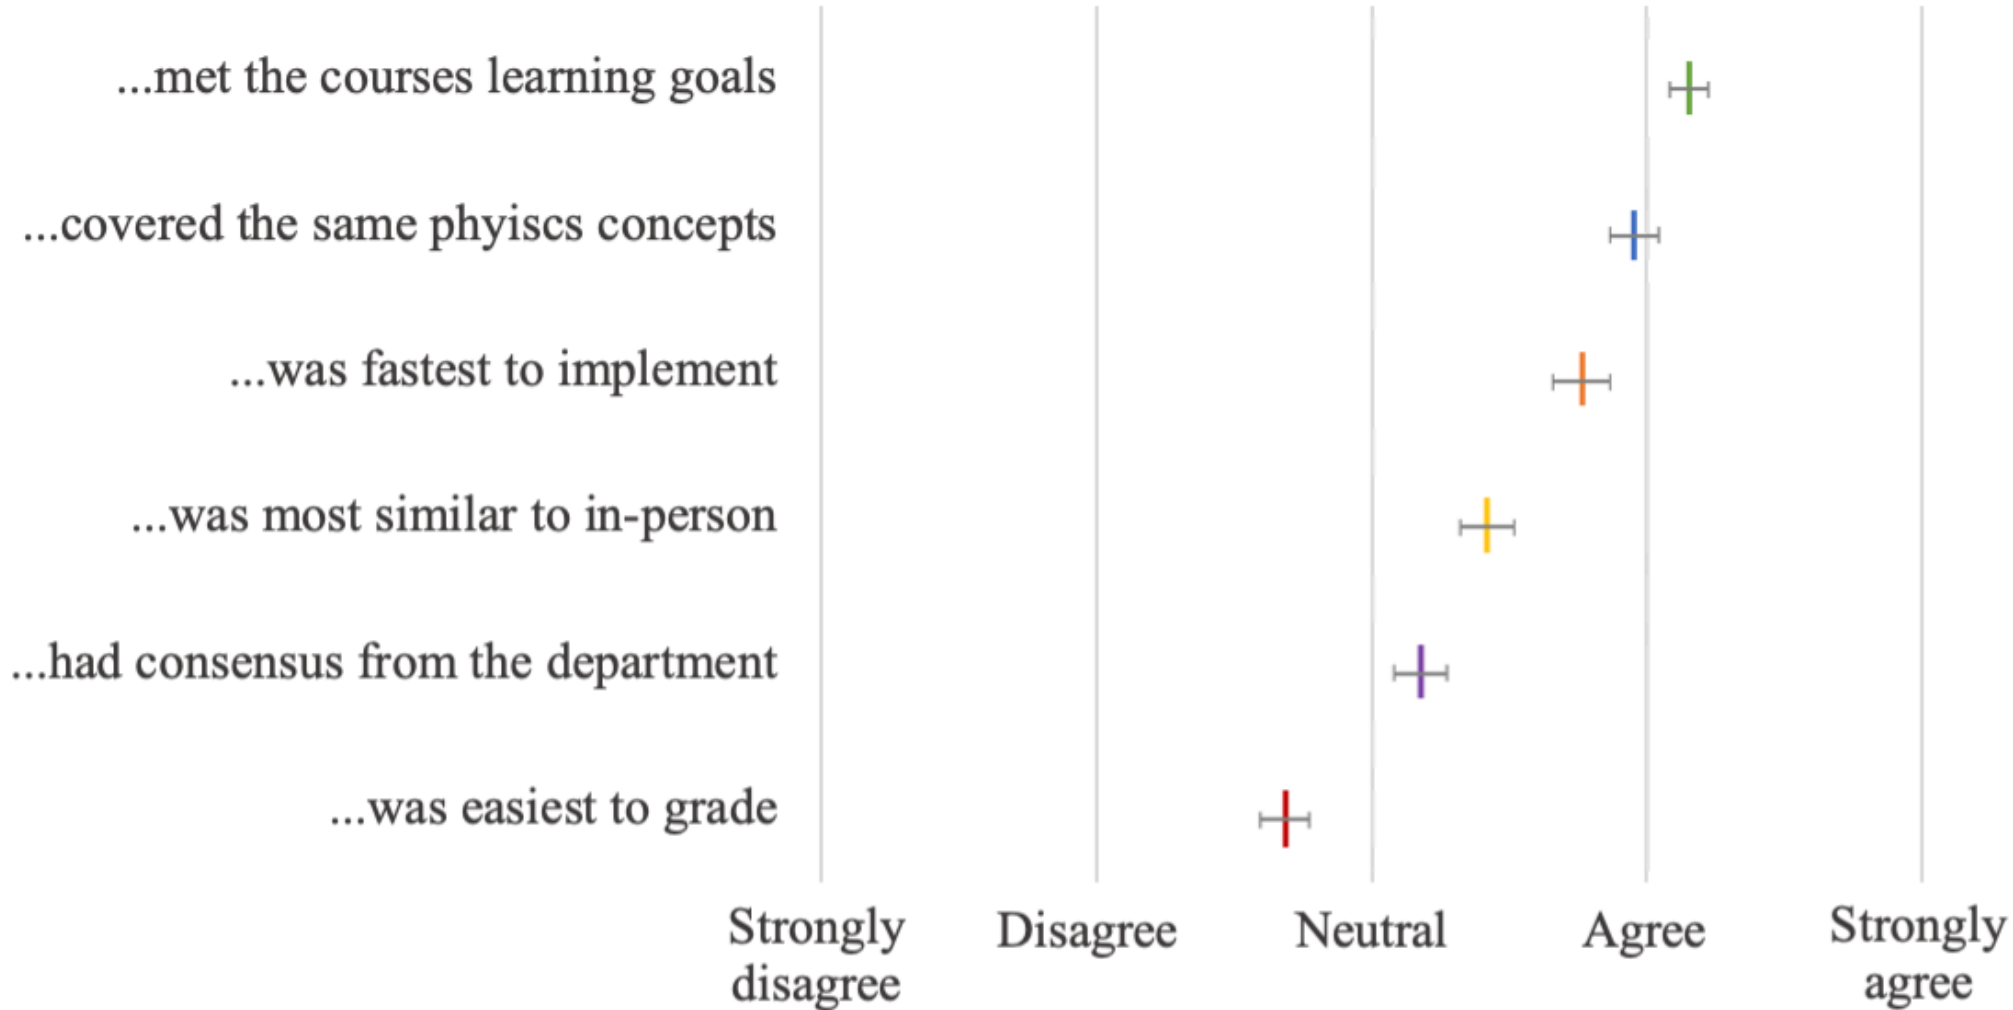 ...met the courses learning goals
...covered the same phyiscs concepts
...was fastest to implement
...was most similar to in-person
...had consensus from the department
...was easiest to grade
Strongly
disagree
Disagree
Neutral
Agree
Strongly
agree